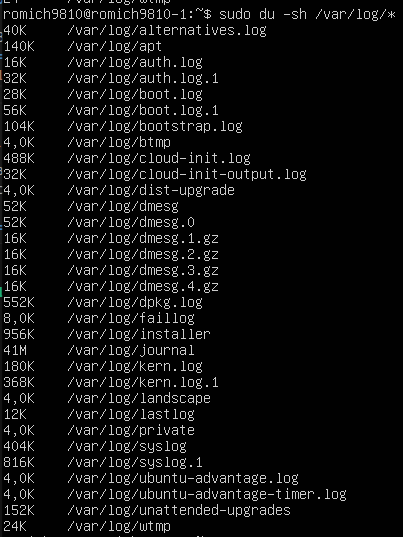 romich9810@romich9810-1:~$ sudo du -sh /var/log/*
40K /var/log/alternatives.log
140K /var/log/apt
16K /var/log/auth.log
32K /var/log/auth.log.1
28K /var/log/boot.log
56K /var/log/boot.log.1
104K /var/log/bootstrap.log
4,0K /var/log/btmp
488K /var/log/cloud-init.log
32K /var/log/cloud-init-output.log
4,0K /var/log/dist-upgrade
52K /var/log/dmesg
52K /var/log/dmesg.0
16K /var/log/dmesg.1.gz
16K /var/log/dmesg.2.gz
16K /var/log/dmesg.3.gz
16K /var/log/dmesg.4.gz
552K /var/log/dpkg.log
8,0K /var/log/faillog
956K /var/log/installer
41M /var/log/journal
180K /var/log/kern.log
368K /var/log/kern.log.1
4,0K /var/log/landscape
12K /var/log/lastlog
4,0K /var/log/private
404K /var/log/syslog
816K /var/log/syslog.1
4,0K /var/log/ubuntu-advantage.log
4,0K /var/log/ubuntu-advantage-timer.log
152K /var/log/unattended-upgrades
24K /var/log/wtmp